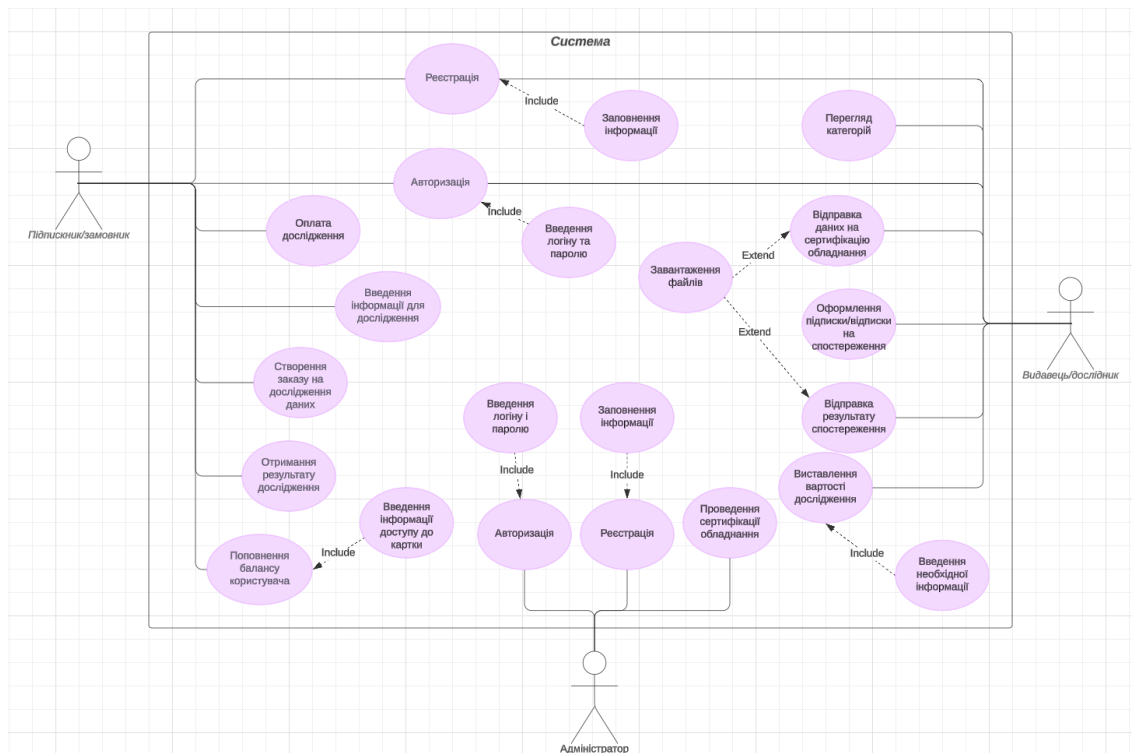 Система
Реєстрація
Include
Заповнення
інформації
Перегляд
категорій
Підпискник/замовник
Авторизація
Include
Введення
логіну та
паролю
Оплата
дослідження
Відправка
даних на
сертифікацію
обладнання
Extend
Завантаження
файлів
Extend
Введення
інформації для
дослідження
Оформлення
підписки/відписки
на
спостереження
Видавець/дослідник
Створення
заказу на
дослідження
даних
Введення
логіну і
паролю
Заповнення
інформації
Відправка
результату
спостереження
Include
Include
Отримання
результату
дослідження
Виставлення
вартості
дослідження
Введення
інформації
доступу до
картки
Include
Авторизація
Реєстрація
Проведення
сертифікації
обладнання
Include
Поповнення
балансу
користувача
Введення
необхідної
інформації
Адміністратор